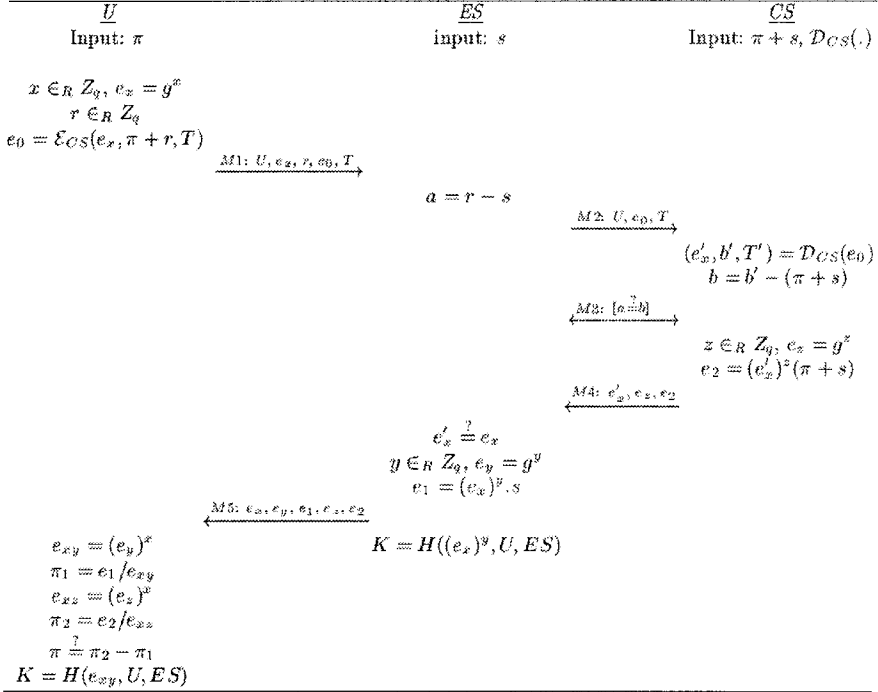 U ES CS
Input: π input: s Input: π + s, D_CS(.)
x ∈_R Z_q, e_x = g^x
r ∈_R Z_q
e_0 = E_CS(e_x, π + r, T)
M1: U, e_x, r, e_0, T
a = r − s
M2: U, e_0, T
(e′_x, b′, T′) = D_CS(e_0)
b = b′ − (π + s)
M3: [a ?= b]
z ∈_R Z_q, e_z = g^z
e_2 = (e′_x)^z(π + s)
M4: e′_x, e_z, e_2
e′_x ?= e_x
y ∈_R Z_q, e_y = g^y
e_1 = (e_x)^y.s
M5: e_x, e_y, e_1, e_z, e_2
e_xy = (e_y)^x K = H((e_x)^y, U, ES)
π_1 = e_1/e_xy
e_xz = (e_z)^x
π_2 = e_2/e_xz
π ?= π_2 − π_1
K = H(e_xy, U, ES)